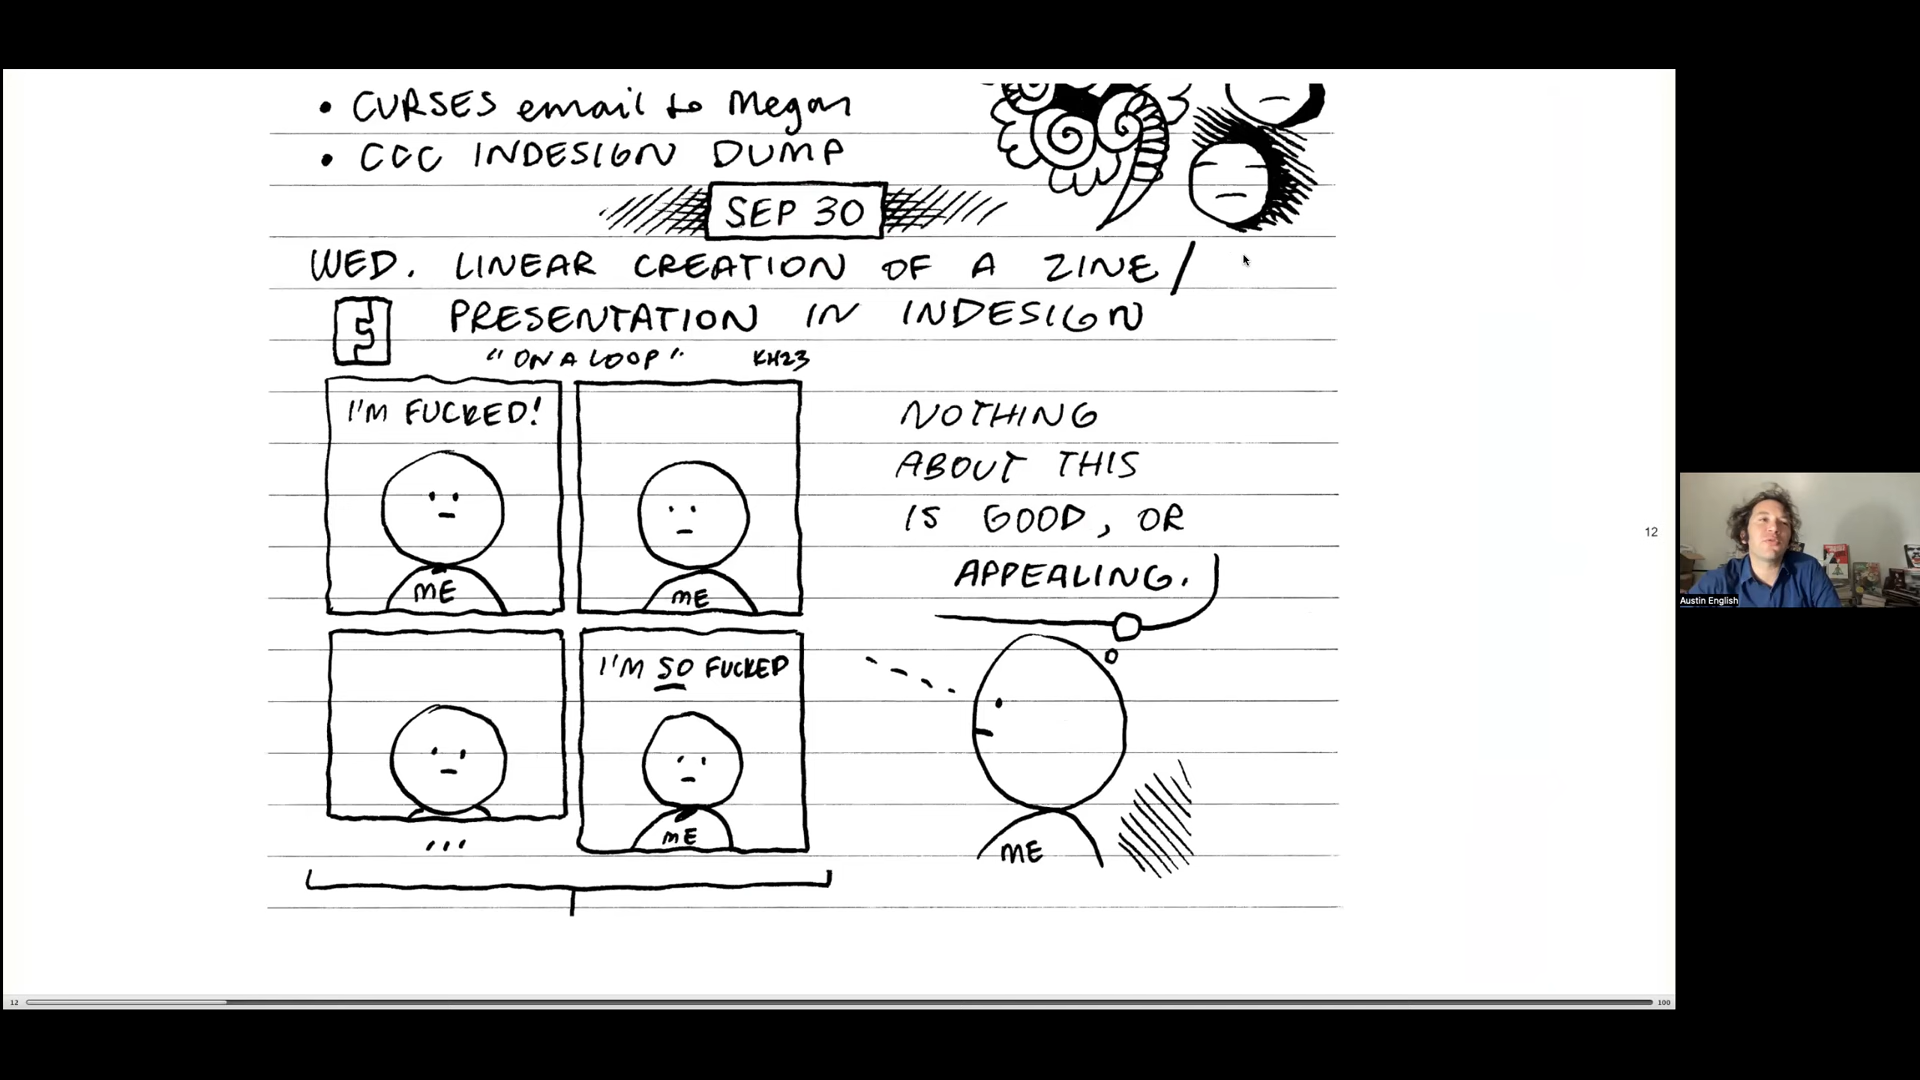 • CURSES email to Megan
• CCC INDESIGN DUMP
SEP 30
WED. LINEAR CREATION OF A ZINE/
PRESENTATION IN INDESIGN
"ON A LOOP" KH23
I'M FUCKED!
ME
ME
...
I'M SO FUCKED
ME
NOTHING
ABOUT THIS
IS GOOD, OR
APPEALING.
ME
12
Austin English
12
100